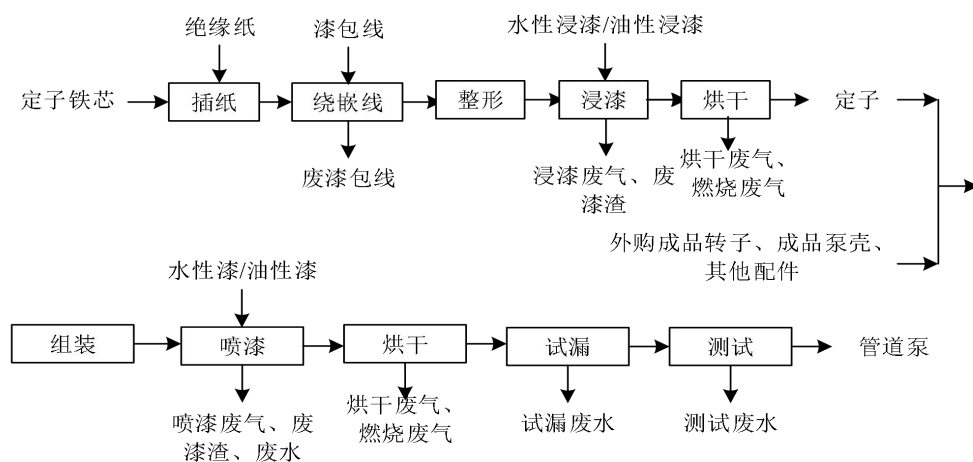 绝缘纸
漆包线
水性浸漆/油性浸漆
定子铁芯
插纸
绕嵌线
整形
浸漆
烘干
定子
废漆包线
浸漆废气、废
漆渣
烘干废气、
燃烧废气
外购成品转子、成品泵壳、
其他配件
水性漆/油性漆
组装
喷漆
烘干
试漏
测试
管道泵
喷漆废气、废
漆渣、废水
烘干废气、
燃烧废气
试漏废水
测试废水